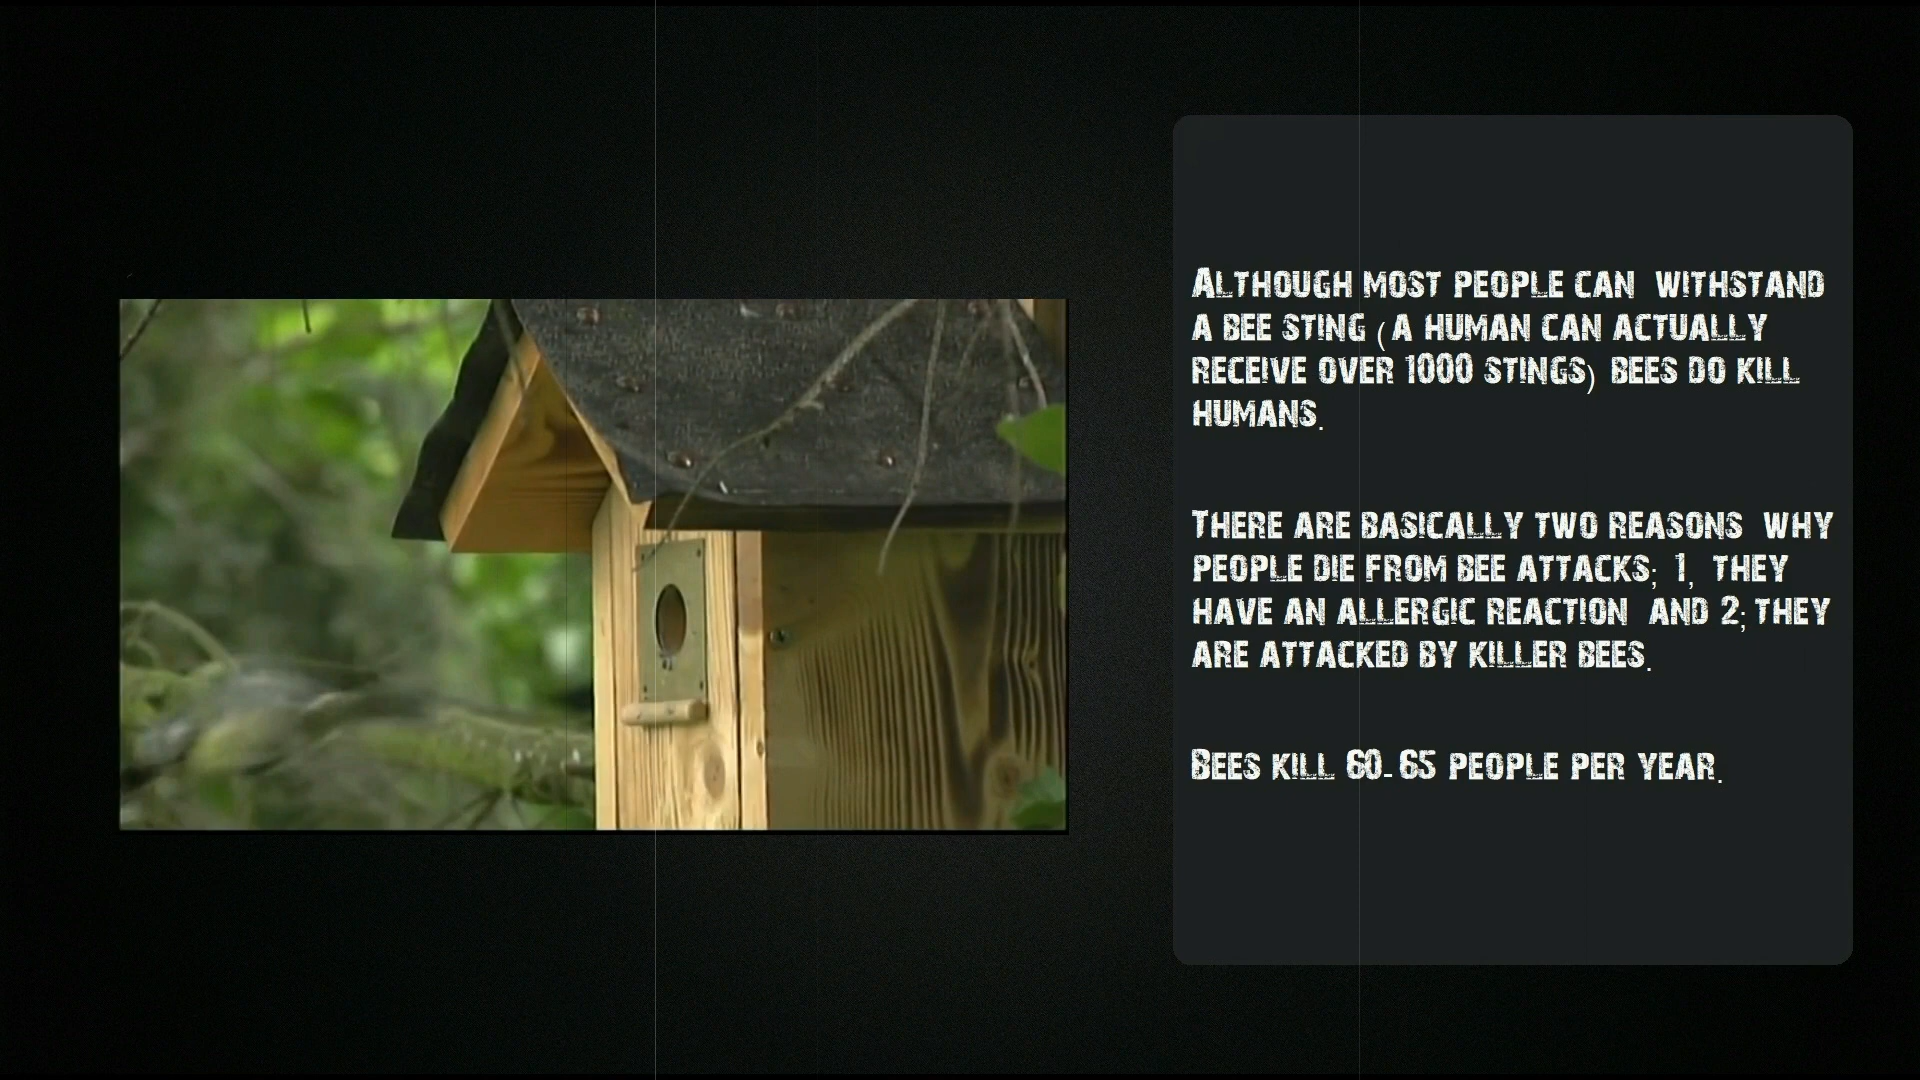 Although most people can withstand
a bee sting (a human can actually
receive over 1000 stings) bees do kill
humans.
There are basically two reasons why
people die from bee attacks; 1, they
have an allergic reaction and 2; they
are attacked by killer bees.
Bees kill 60-65 people per year.